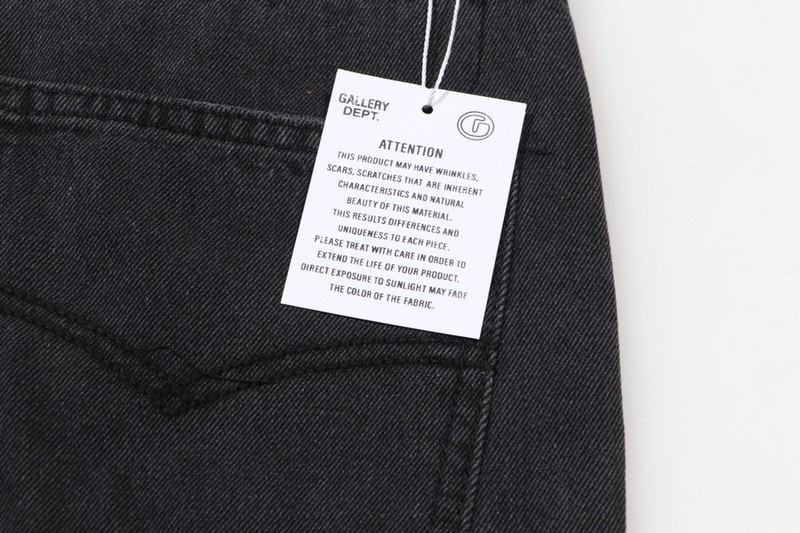 GALLERY
DEPT.
G
ATTENTION
THIS PRODUCT MAY HAVE WRINKLES,
SCARS, SCRATCHES THAT ARE INHERENT
CHARACTERISTICS AND NATURAL
BEAUTY OF THIS MATERIAL.
THIS RESULTS DIFFERENCES AND
UNIQUENESS TO EACH PIECE.
PLEASE TREAT WITH CARE IN ORDER TO
EXTEND THE LIFE OF YOUR PRODUCT.
DIRECT EXPOSURE TO SUNLIGHT MAY FADE
THE COLOR OF THE FABRIC.